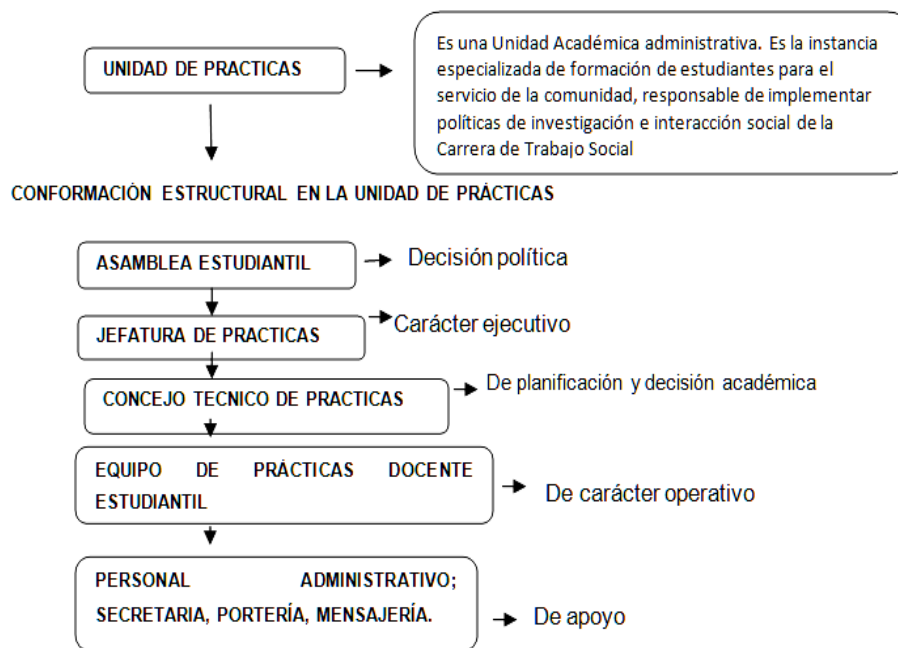 UNIDAD DE PRACTICAS
Es una Unidad Académica administrativa. Es la instancia
especializada de formación de estudiantes para el
servicio de la comunidad, responsable de implementar
políticas de investigación e interacción social de la
Carrera de Trabajo Social
CONFORMACIÓN ESTRUCTURAL EN LA UNIDAD DE PRÁCTICAS
ASAMBLEA ESTUDIANTIL
Decisión política
JEFATURA DE PRACTICAS
Carácter ejecutivo
CONCEJO TECNICO DE PRACTICAS
De planificación y decisión académica
EQUIPO DE PRÁCTICAS DOCENTE
ESTUDIANTIL
De carácter operativo
PERSONAL ADMINISTRATIVO;
SECRETARIA, PORTERÍA, MENSAJERÍA.
De apoyo